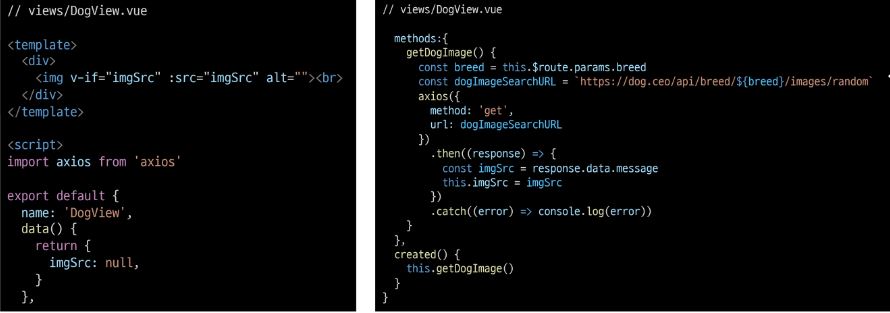 // views/DogView.vue
<template>
<div>
<img v-if="imgSrc" :src="imgSrc" alt=""><br>
</div>
</template>
<script>
import axios from 'axios'
export default {
name: 'DogView',
data() {
return {
imgSrc: null,
}
},
// views/DogView.vue
methods:{
getDogImage() {
const breed = this.$route.params.breed
const dogImageSearchURL = `https://dog.ceo/api/breed/${breed}/images/random`
axios({
method: 'get',
url: dogImageSearchURL
})
.then((response) => {
const imgSrc = response.data.message
this.imgSrc = imgSrc
})
.catch((error) => console.log(error))
}
},
created() {
this.getDogImage()
}
}